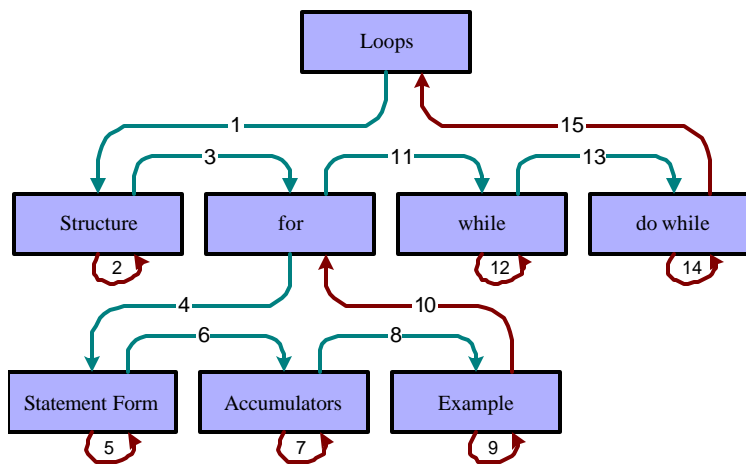 Loops
1
15
3
11
13
Structure
for
while
do while
2
12
14
4
10
6
8
Statement Form
Accumulators
Example
5
7
9